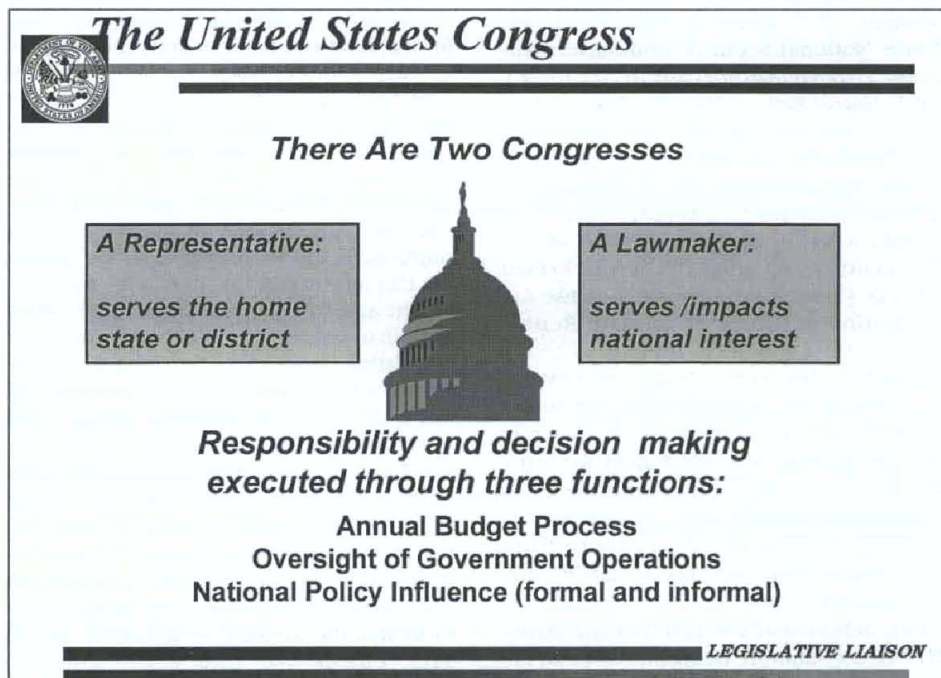 The United States Congress
There Are Two Congresses
A Representative:
serves the home
state or district
A Lawmaker:
serves /impacts
national interest
Responsibility and decision making
executed through three functions:
Annual Budget Process
Oversight of Government Operations
National Policy Influence (formal and informal)
LEGISLATIVE LIAISON